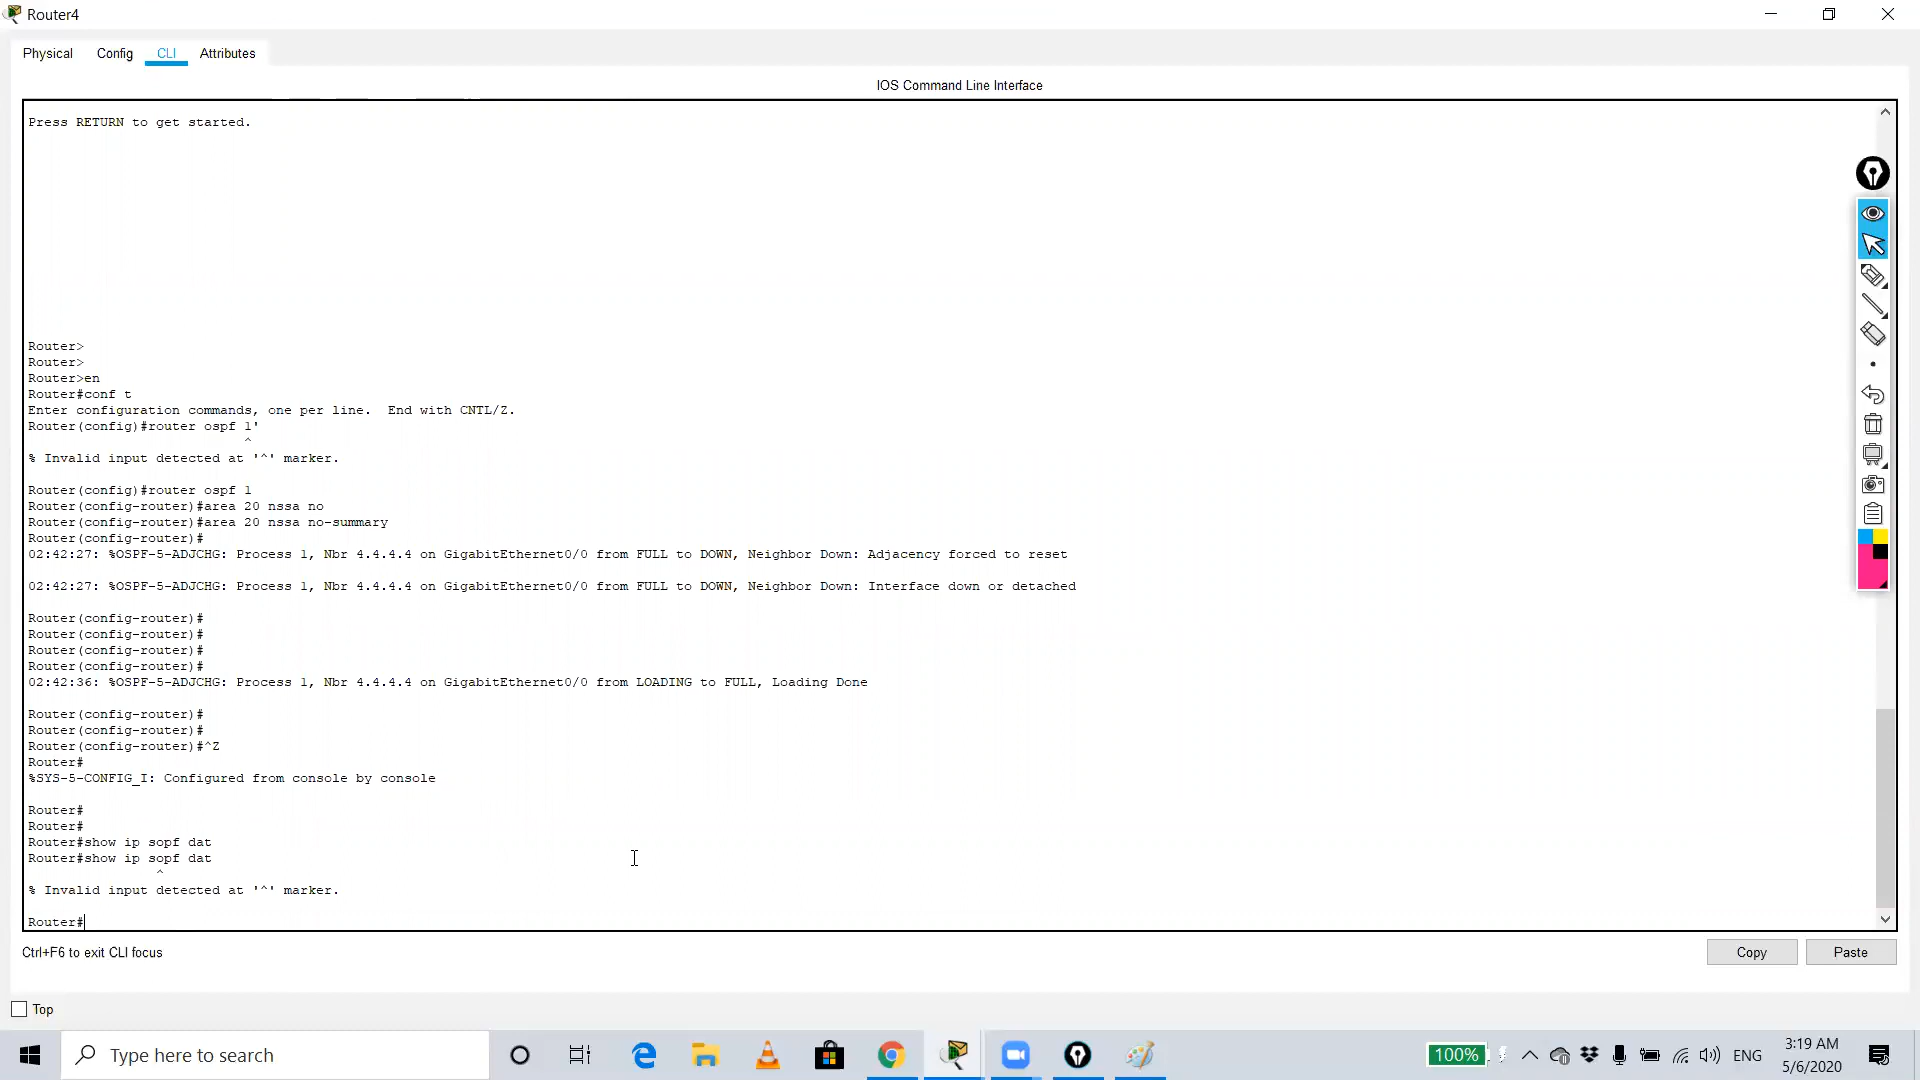 Router4
Physical Config CLI Attributes
IOS Command Line Interface
Press RETURN to get started.
Router>
Router>
Router>en
Router#conf t
Enter configuration commands, one per line.  End with CNTL/Z.
Router(config)#router ospf 1'
^
% Invalid input detected at '^' marker.
Router(config)#router ospf 1
Router(config-router)#area 20 nssa no
Router(config-router)#area 20 nssa no-summary
Router(config-router)#
02:42:27: %OSPF-5-ADJCHG: Process 1, Nbr 4.4.4.4 on GigabitEthernet0/0 from FULL to DOWN, Neighbor Down: Adjacency forced to reset
02:42:27: %OSPF-5-ADJCHG: Process 1, Nbr 4.4.4.4 on GigabitEthernet0/0 from FULL to DOWN, Neighbor Down: Interface down or detached
Router(config-router)#
Router(config-router)#
Router(config-router)#
Router(config-router)#
02:42:36: %OSPF-5-ADJCHG: Process 1, Nbr 4.4.4.4 on GigabitEthernet0/0 from LOADING to FULL, Loading Done
Router(config-router)#
Router(config-router)#
Router(config-router)#^Z
Router#
%SYS-5-CONFIG_I: Configured from console by console
Router#
Router#
Router#show ip sopf dat
Router#show ip sopf dat
^
% Invalid input detected at '^' marker.
Router#
Ctrl+F6 to exit CLI focus
Copy Paste
Top
Type here to search
100%
ENG
3:19 AM
5/6/2020